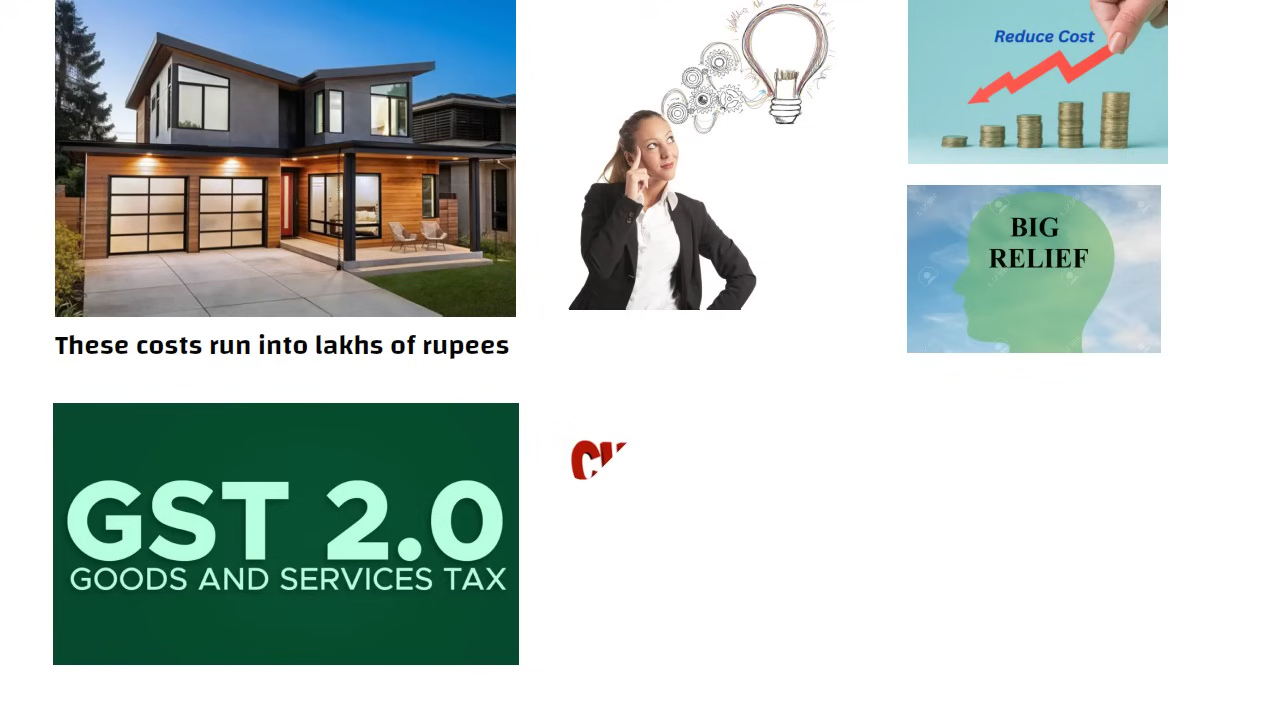 Reduce Cost
BIG
RELIEF
These costs run into lakhs of rupees
GST 2.0
GOODS AND SERVICES TAX